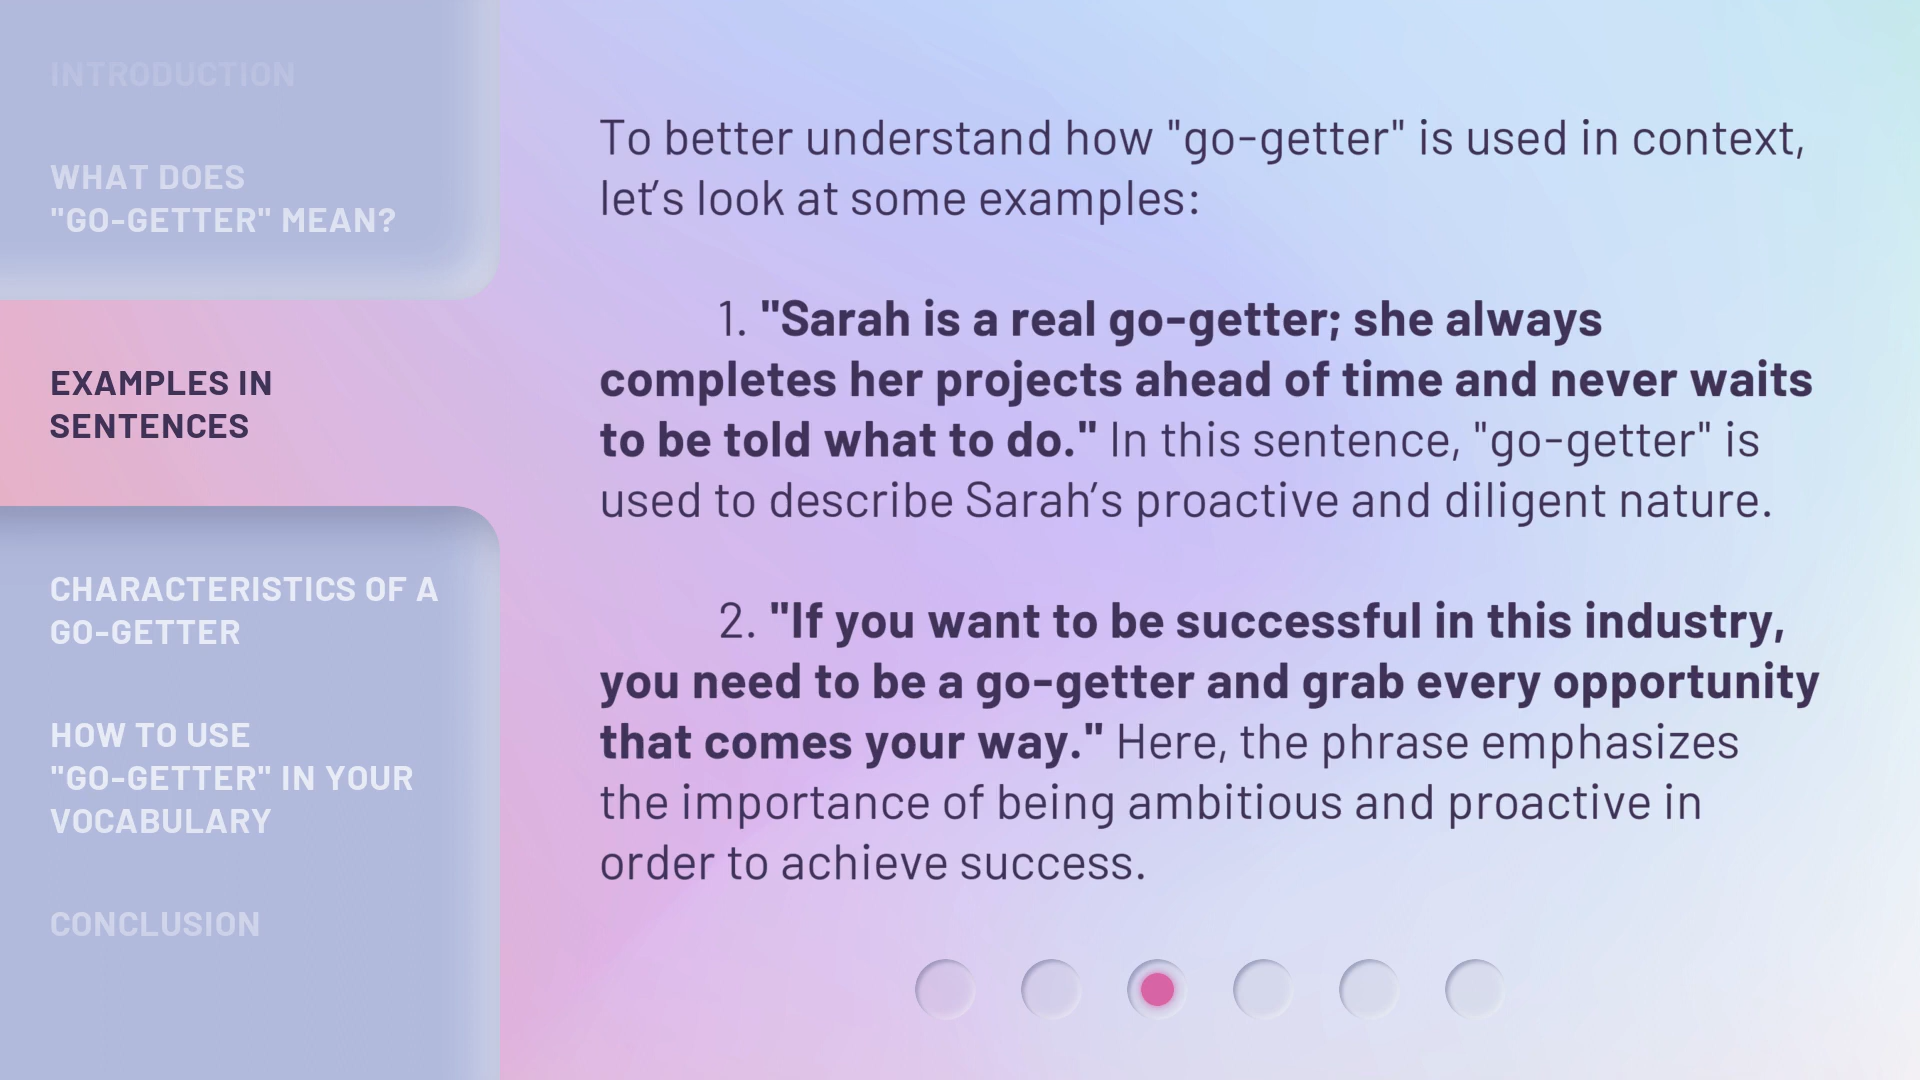 INTRODUCTION
WHAT DOES
"GO-GETTER" MEAN?
EXAMPLES IN
SENTENCES
CHARACTERISTICS OF A
GO-GETTER
HOW TO USE
"GO-GETTER" IN YOUR
VOCABULARY
CONCLUSION
To better understand how "go-getter" is used in context,
let’s look at some examples:
1. "Sarah is a real go-getter; she always
completes her projects ahead of time and never waits
to be told what to do." In this sentence, "go-getter" is
used to describe Sarah’s proactive and diligent nature.
2. "If you want to be successful in this industry,
you need to be a go-getter and grab every opportunity
that comes your way." Here, the phrase emphasizes
the importance of being ambitious and proactive in
order to achieve success.